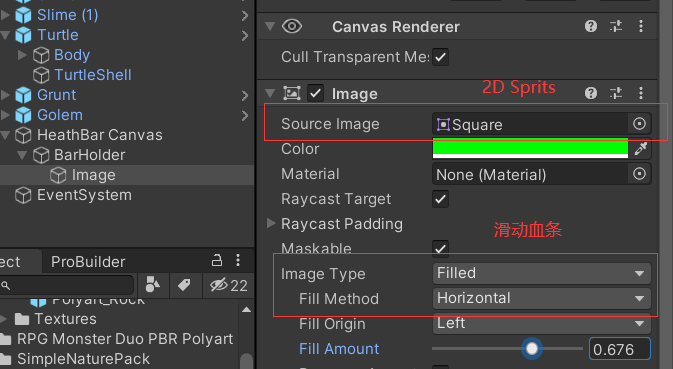 Slime (1)
Turtle
Body
TurtleShell
Grunt
Golem
HeathBar Canvas
BarHolder
Image
EventSystem
ect
ProBuilder
22
Polyart_Rock
Textures
RPG Monster Duo PBR Polyart
SimpleNaturePack
Canvas Renderer
Cull Transparent Me
Image
2D Sprits
Source Image
Square
Color
Material
None (Material)
Raycast Target
Raycast Padding
滑动血条
Maskable
Image Type
Filled
Fill Method
Horizontal
Fill Origin
Left
Fill Amount
0.676